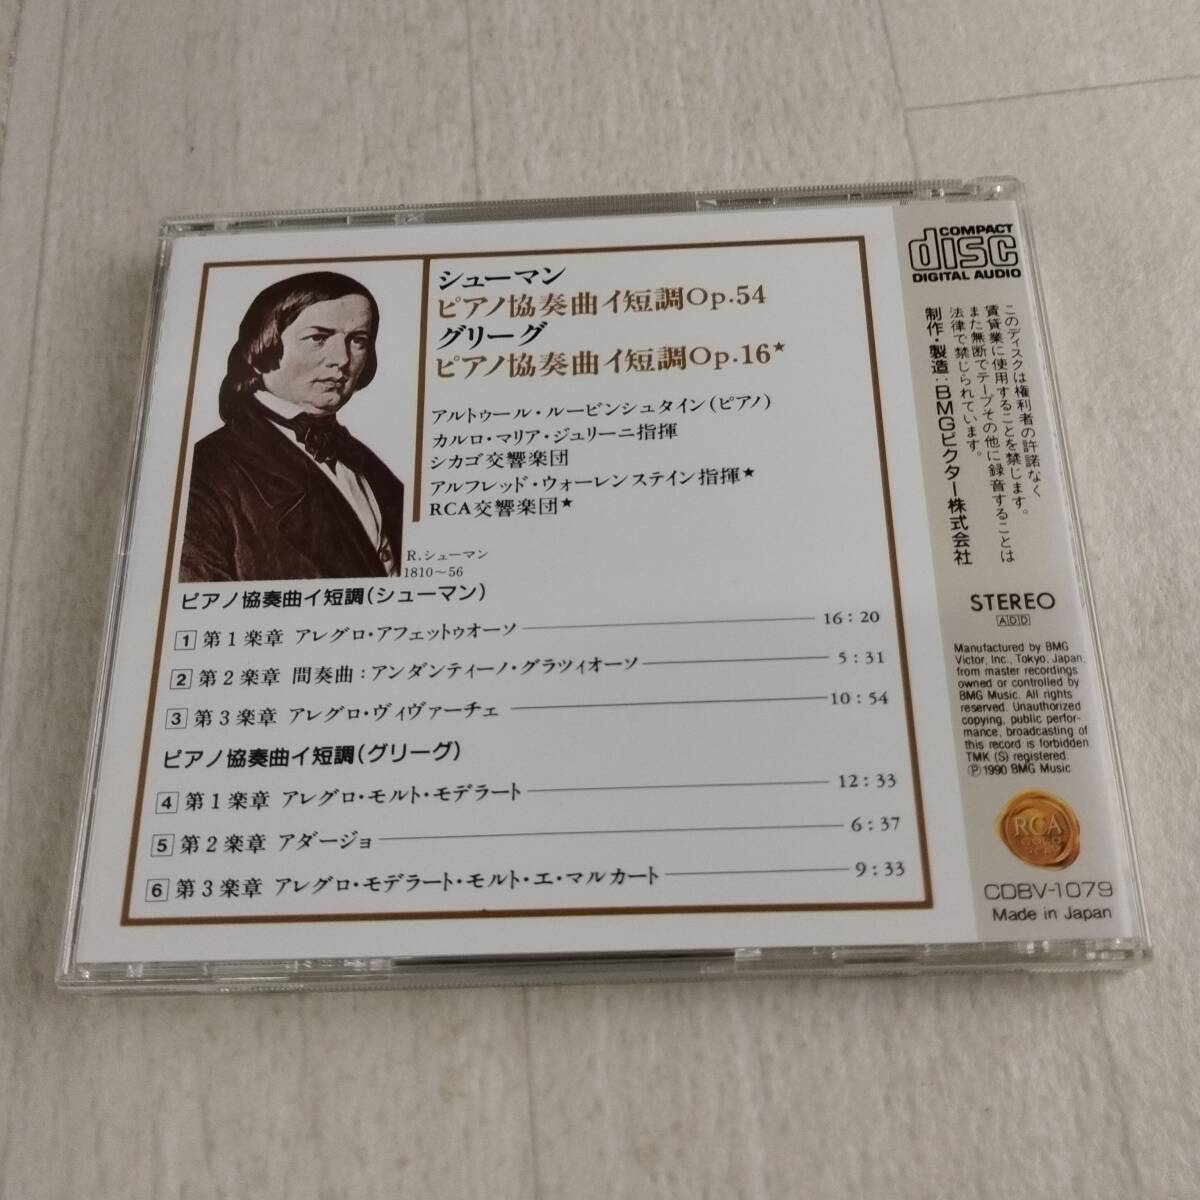 シューマン
ピアノ協奏曲イ短調Op.54
グリーグ
ピアノ協奏曲イ短調Op.16★
アルトゥール・ルービンシュタイン(ピアノ)
カルロ・マリア・ジュリーニ指揮
シカゴ交響楽団
アルフレッド・ウォーレンステイン指揮★
RCA交響楽団★
R.シューマン
1810〜56
ピアノ協奏曲イ短調(シューマン)
1 第1楽章 アレグロ・アフェットゥオーソ 16:20
2 第2楽章 間奏曲:アンダンティーノ・グラツィオーソ 5:31
3 第3楽章 アレグロ・ヴィヴァーチェ 10:54
ピアノ協奏曲イ短調(グリーグ)
4 第1楽章 アレグロ・モルト・モデラート 12:33
5 第2楽章 アダージョ 6:37
6 第3楽章 アレグロ・モデラート・モルト・エ・マルカート 9:33
COMPACT
disc
DIGITAL AUDIO
このディスクは権利者の許諾なく
賃貸業に使用することを禁じます。
また無断でテープその他に録音することは
法律で禁じられています。
制作・製造:BMGビクター株式会社
STEREO
ADD
Manufactured by BMG
Victor, Inc., Tokyo, Japan,
from master recordings
owned or controlled by
BMG Music. All rights
reserved. Unauthorized
copying, public perfor-
mance, broadcasting of
this record is forbidden.
TMK (S) registered.
Ⓟ1990 BMG Music
RCA
GOLD
SEAL
CDBV-1079
Made in Japan